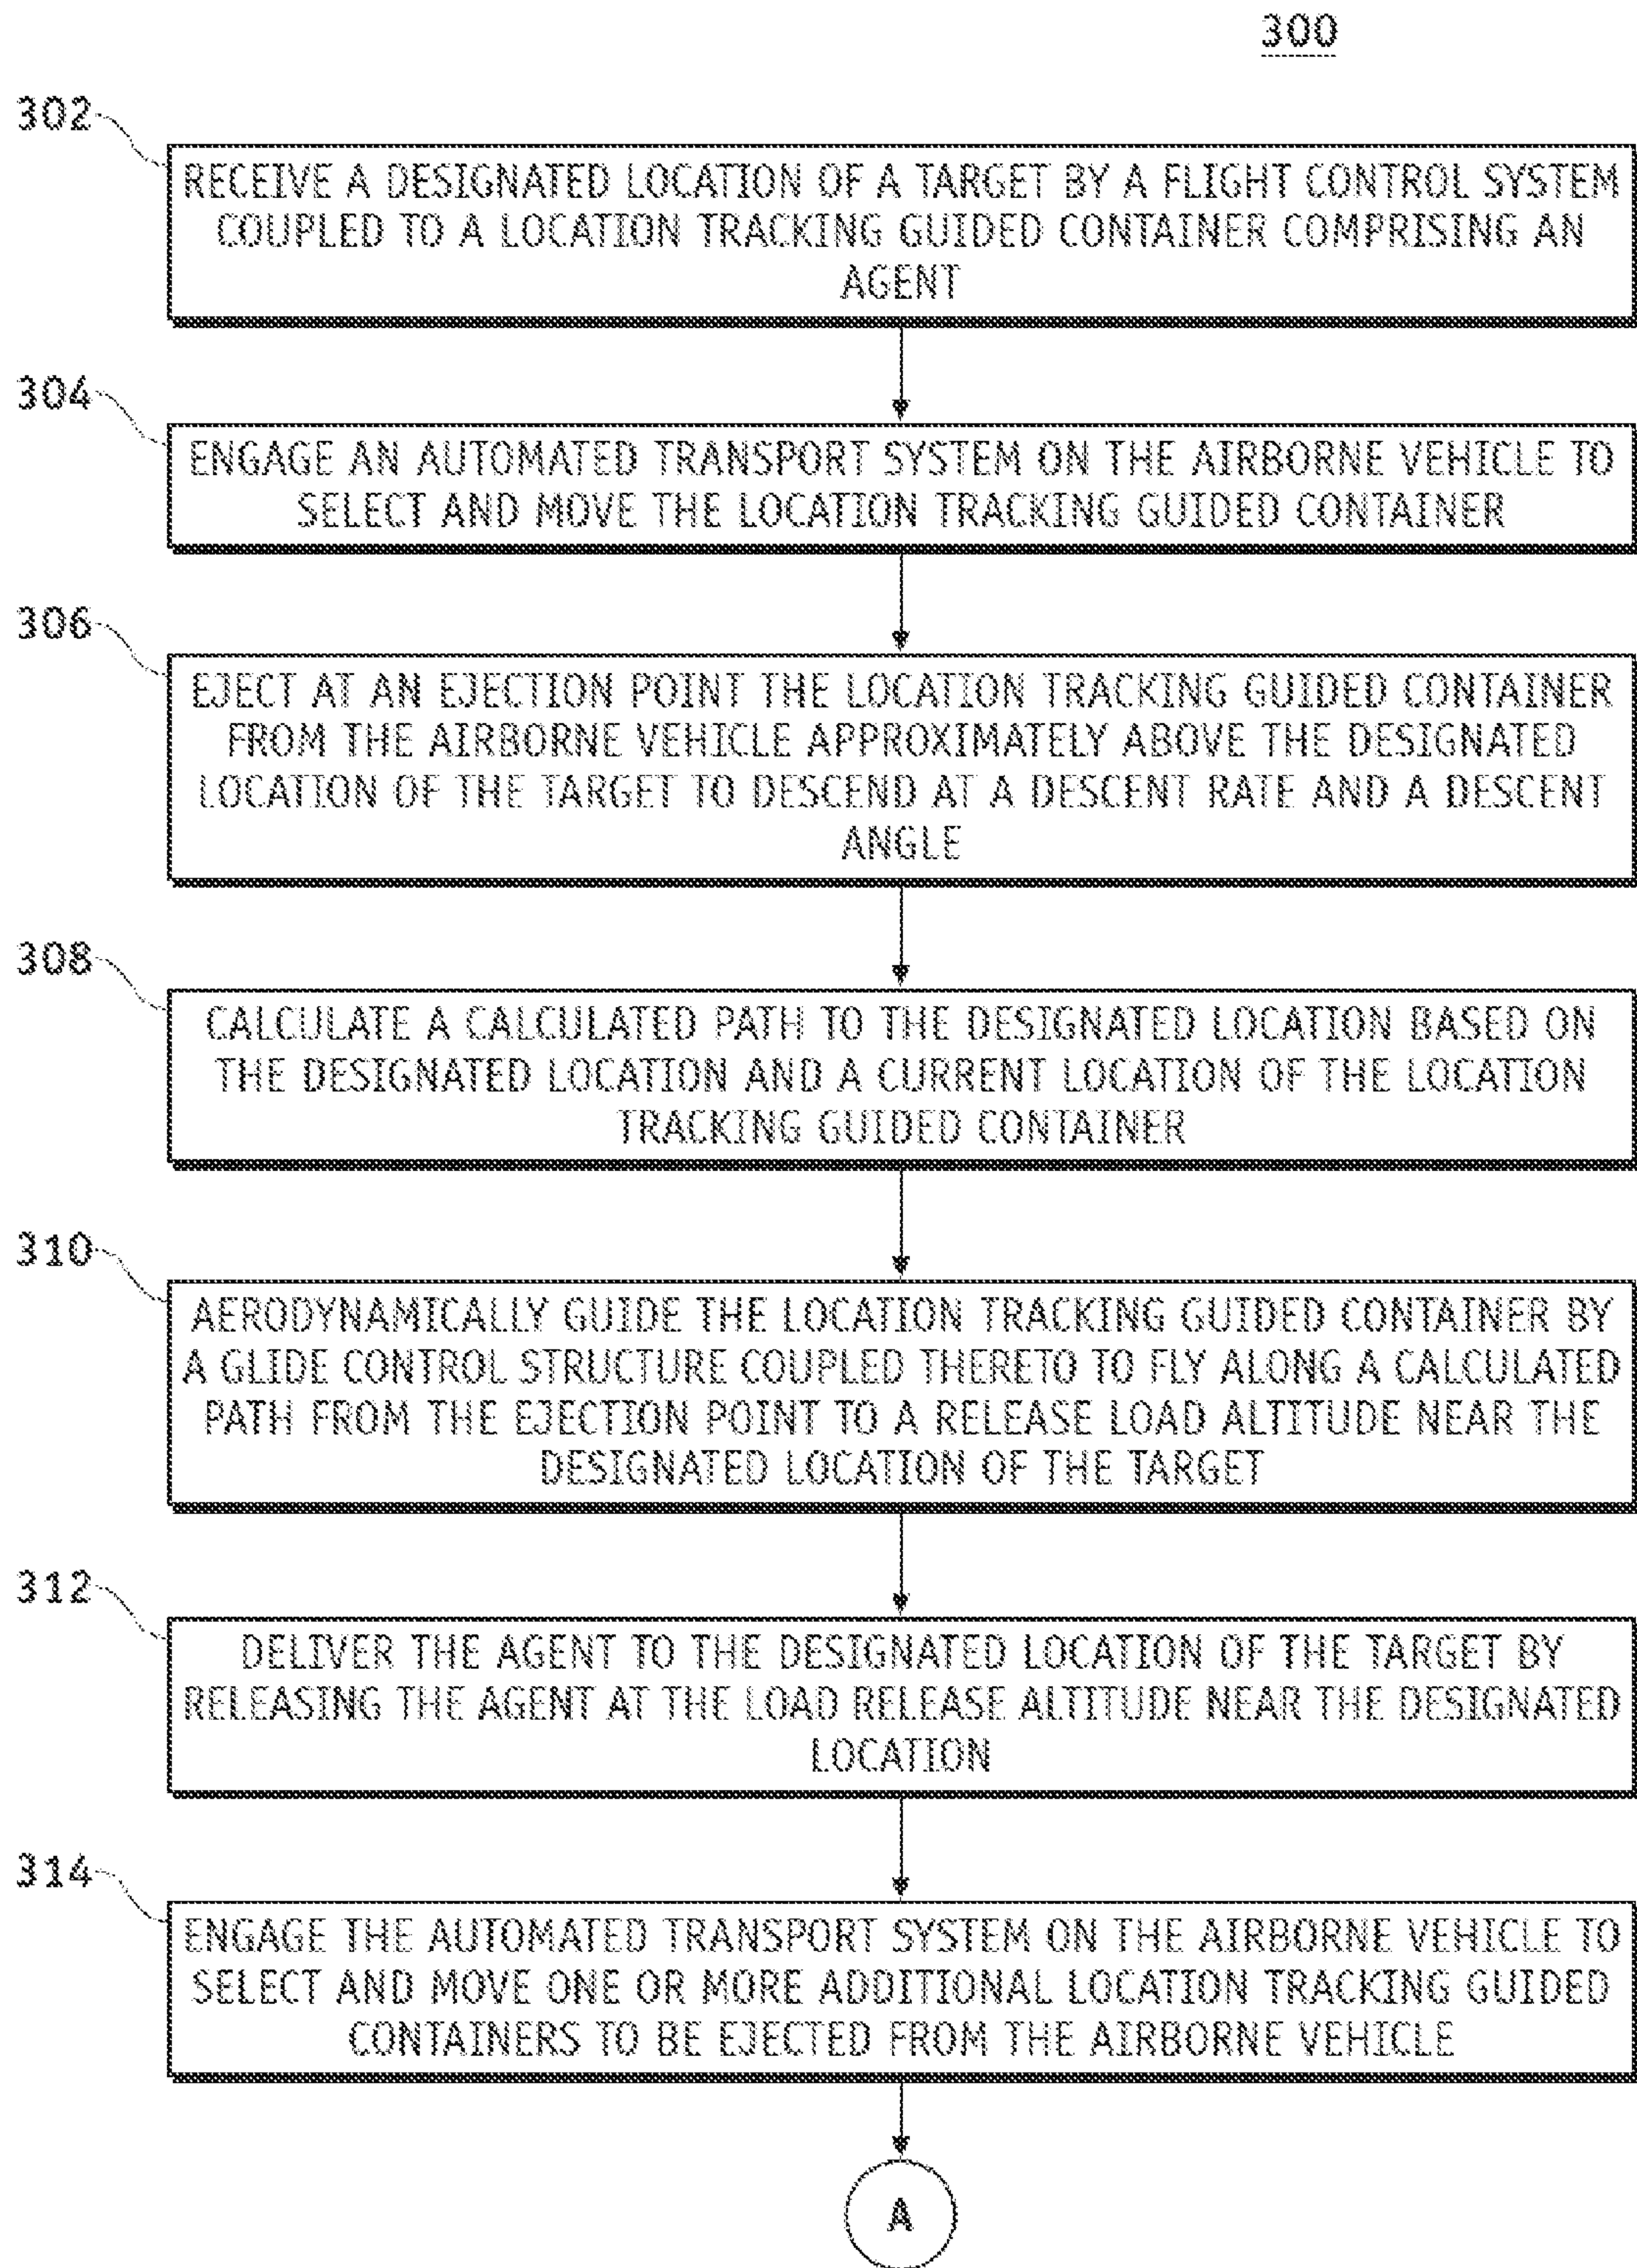 300
302
RECEIVE A DESIGNATED LOCATION OF A TARGET BY A FLIGHT CONTROL SYSTEM
COUPLED TO A LOCATION TRACKING GUIDED CONTAINER COMPRISING AN
AGENT
304
ENGAGE AN AUTOMATED TRANSPORT SYSTEM ON THE AIRBORNE VEHICLE TO
SELECT AND MOVE THE LOCATION TRACKING GUIDED CONTAINER
306
EJECT AT AN EJECTION POINT THE LOCATION TRACKING GUIDED CONTAINER
FROM THE AIRBORNE VEHICLE APPROXIMATELY ABOVE THE DESIGNATED
LOCATION OF THE TARGET TO DESCEND AT A DESCENT RATE AND A DESCENT
ANGLE
308
CALCULATE A CALCULATED PATH TO THE DESIGNATED LOCATION BASED ON
THE DESIGNATED LOCATION AND A CURRENT LOCATION OF THE LOCATION
TRACKING GUIDED CONTAINER
310
AERODYNAMICALLY GUIDE THE LOCATION TRACKING GUIDED CONTAINER BY
A GLIDE CONTROL STRUCTURE COUPLED THERETO TO FLY ALONG A CALCULATED
PATH FROM THE EJECTION POINT TO A RELEASE LOAD ALTITUDE NEAR THE
DESIGNATED LOCATION OF THE TARGET
312
DELIVER THE AGENT TO THE DESIGNATED LOCATION OF THE TARGET BY
RELEASING THE AGENT AT THE LOAD RELEASE ALTITUDE NEAR THE DESIGNATED
LOCATION
314
ENGAGE THE AUTOMATED TRANSPORT SYSTEM ON THE AIRBORNE VEHICLE TO
SELECT AND MOVE ONE OR MORE ADDITIONAL LOCATION TRACKING GUIDED
CONTAINERS TO BE EJECTED FROM THE AIRBORNE VEHICLE
A